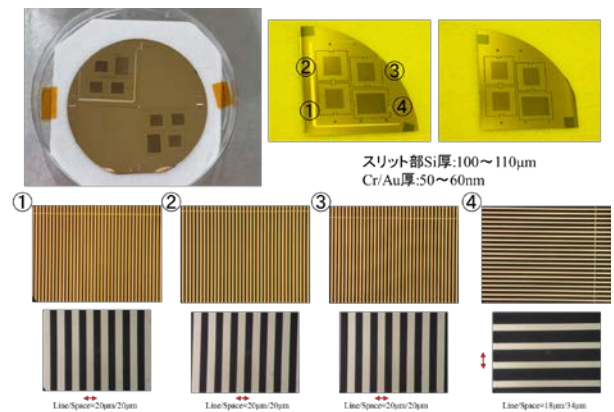 ② ③
① ④
スリット部Si厚:100～110μm
Cr/Au厚:50～60nm
① ② ③ ④
Line/Space=20μm/20μm Line/Space=20μm/20μm Line/Space=20μm/20μm Line/Space=18μm/34μm